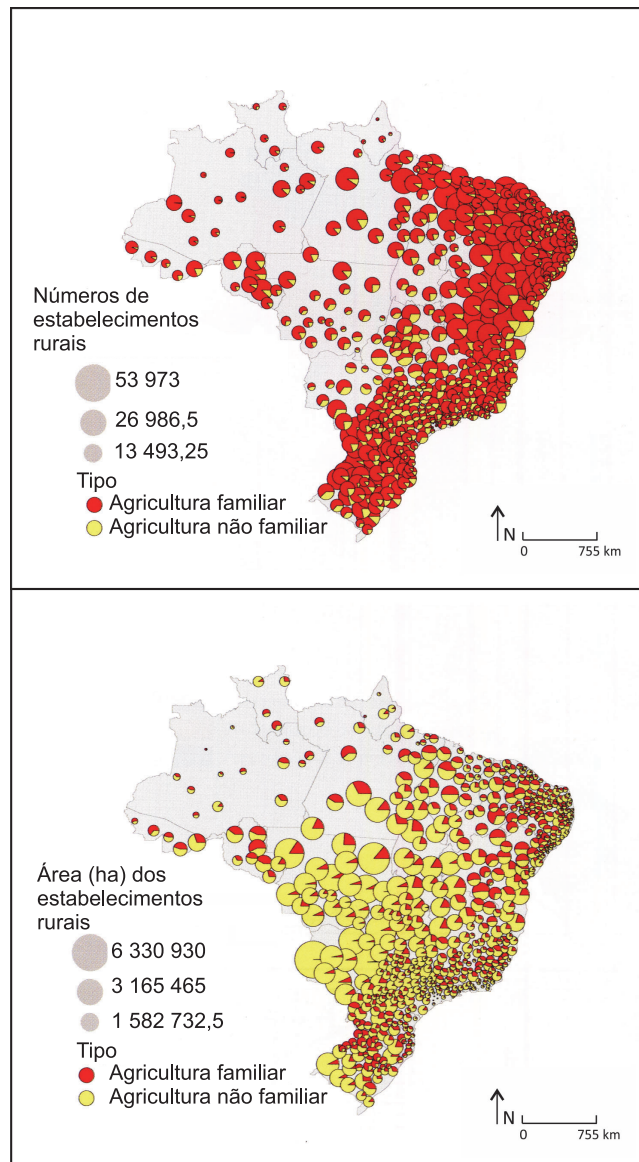 Números de
estabelecimentos
rurais
53 973
26 986,5
13 493,25
Tipo
Agricultura familiar
Agricultura não familiar
N
0 755 km
Área (ha) dos
estabelecimentos
rurais
6 330 930
3 165 465
1 582 732,5
Tipo
Agricultura familiar
Agricultura não familiar
N
0 755 km